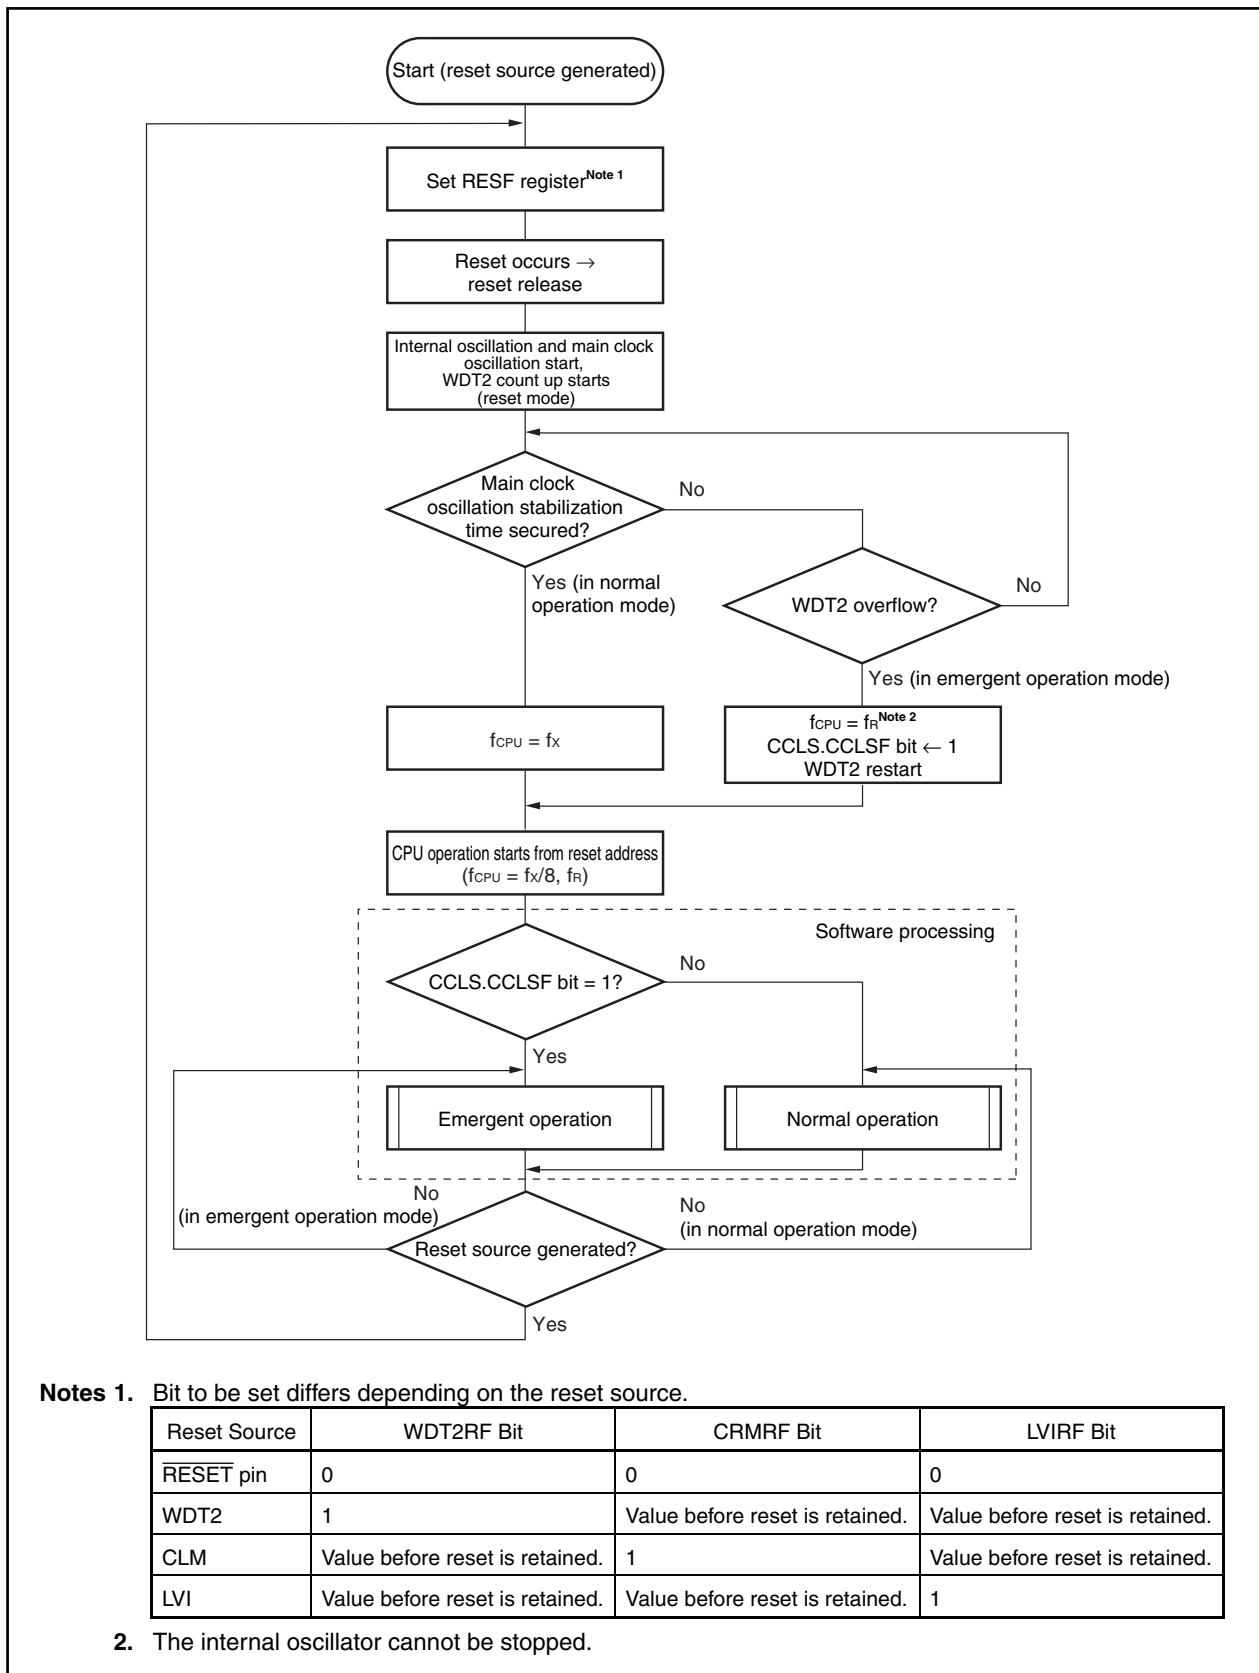 Start (reset source generated)
Set RESF register Note 1
Reset occurs →
reset release
Internal oscillation and main clock
oscillation start,
WDT2 count up starts
(reset mode)
Main clock
oscillation stabilization
time secured?
No
Yes (in normal
operation mode)
WDT2 overflow?
No
Yes (in emergent operation mode)
fCPU = fX
fCPU = fR Note 2
CCLS.CCLSF bit ← 1
WDT2 restart
CPU operation starts from reset address
(fCPU = fX/8, fR)
Software processing
CCLS.CCLSF bit = 1?
No
Yes
Emergent operation
Normal operation
No
(in emergent operation mode)
No
(in normal operation mode)
Reset source generated?
Yes
Notes 1. Bit to be set differs depending on the reset source.
Reset Source WDT2RF Bit CRMRF Bit LVIRF Bit
RESET pin 0 0 0
WDT2 1 Value before reset is retained. Value before reset is retained.
CLM Value before reset is retained. 1 Value before reset is retained.
LVI Value before reset is retained. Value before reset is retained. 1
2. The internal oscillator cannot be stopped.